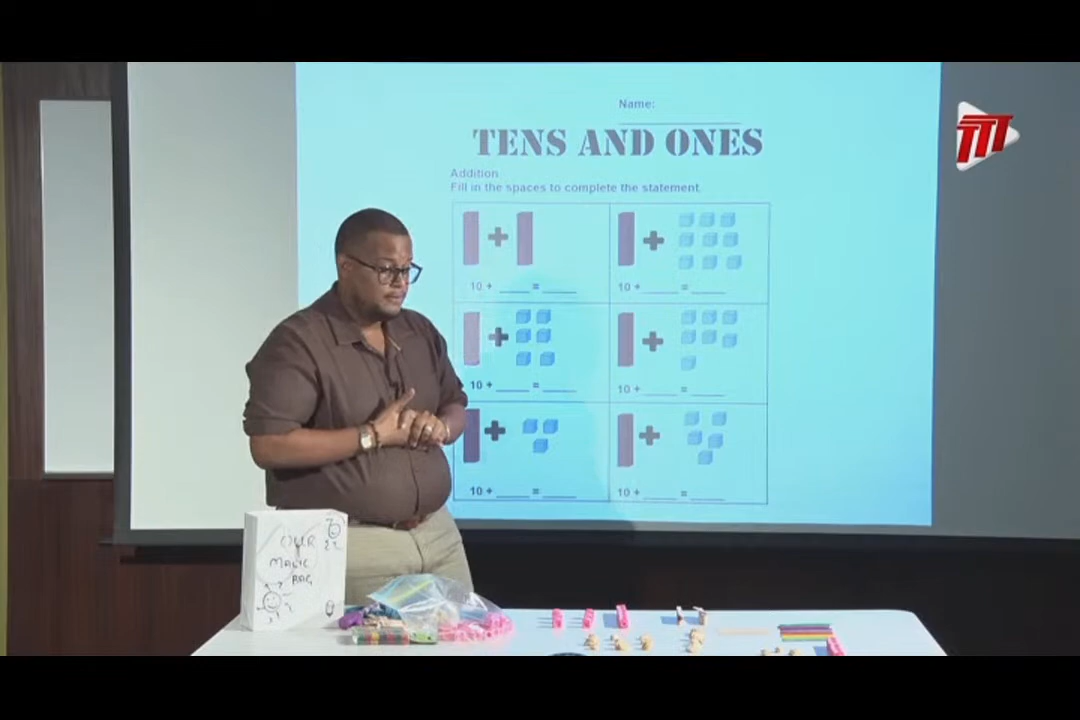 Name: ________
TENS AND ONES
Addition
Fill in the spaces to complete the statement.
10 + ____ = ____
10 + ____ = ____
10 + ____ = ____
10 + ____ = ____
10 + ____ = ____
10 + ____ = ____
TTT
OUR
MAGIC
BAG